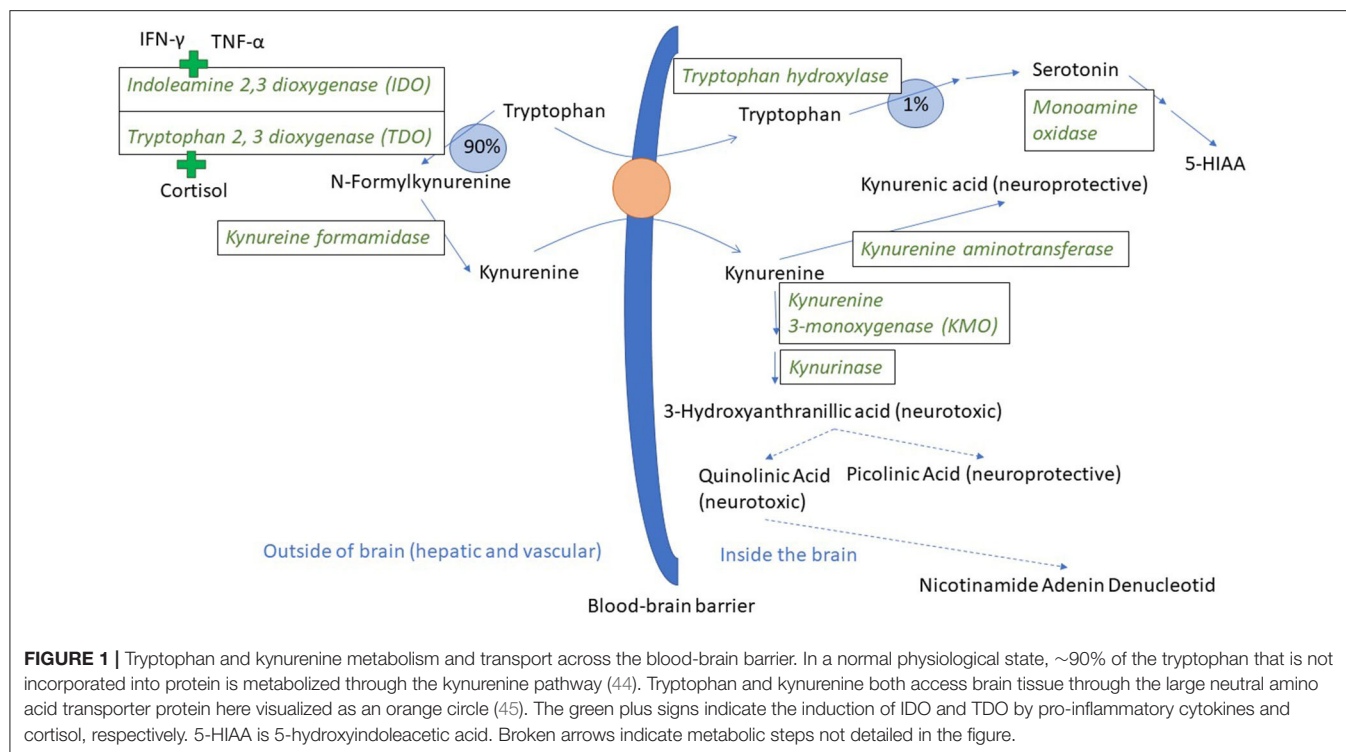 IFN-γ TNF-α
Indoleamine 2,3 dioxygenase (IDO)
Tryptophan 2, 3 dioxygenase (TDO)
Cortisol
Tryptophan
90%
N-Formylkynurenine
Kynureine formamidase
Kynurenine
Tryptophan hydroxylase
Tryptophan
1%
Serotonin
Monoamine
oxidase
5-HIAA
Kynurenic acid (neuroprotective)
Kynurenine aminotransferase
Kynurenine
Kynurenine
3-monoxygenase (KMO)
Kynurinase
3-Hydroxyanthranillic acid (neurotoxic)
Quinolinic Acid
(neurotoxic)
Picolinic Acid (neuroprotective)
Outside of brain (hepatic and vascular)
Inside the brain
Nicotinamide Adenin Denucleotid
Blood-brain barrier
FIGURE 1 | Tryptophan and kynurenine metabolism and transport across the blood-brain barrier. In a normal physiological state, ~90% of the tryptophan that is not
incorporated into protein is metabolized through the kynurenine pathway (44). Tryptophan and kynurenine both access brain tissue through the large neutral amino
acid transporter protein here visualized as an orange circle (45). The green plus signs indicate the induction of IDO and TDO by pro-inflammatory cytokines and
cortisol, respectively. 5-HIAA is 5-hydroxyindoleacetic acid. Broken arrows indicate metabolic steps not detailed in the figure.